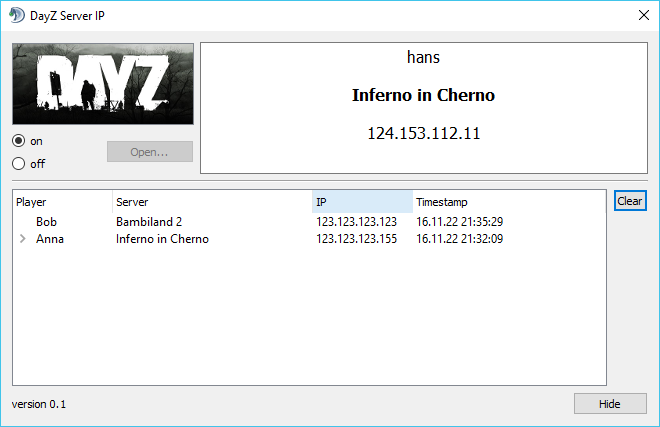 DayZ Server IP
DAYZ
hans
Inferno in Cherno
124.153.112.11
on
off
Open...
Player Server IP Timestamp
Clear
Bob Bambiland 2 123.123.123.123 16.11.22 21:35:29
Anna Inferno in Cherno 123.123.123.155 16.11.22 21:32:09
version 0.1
Hide